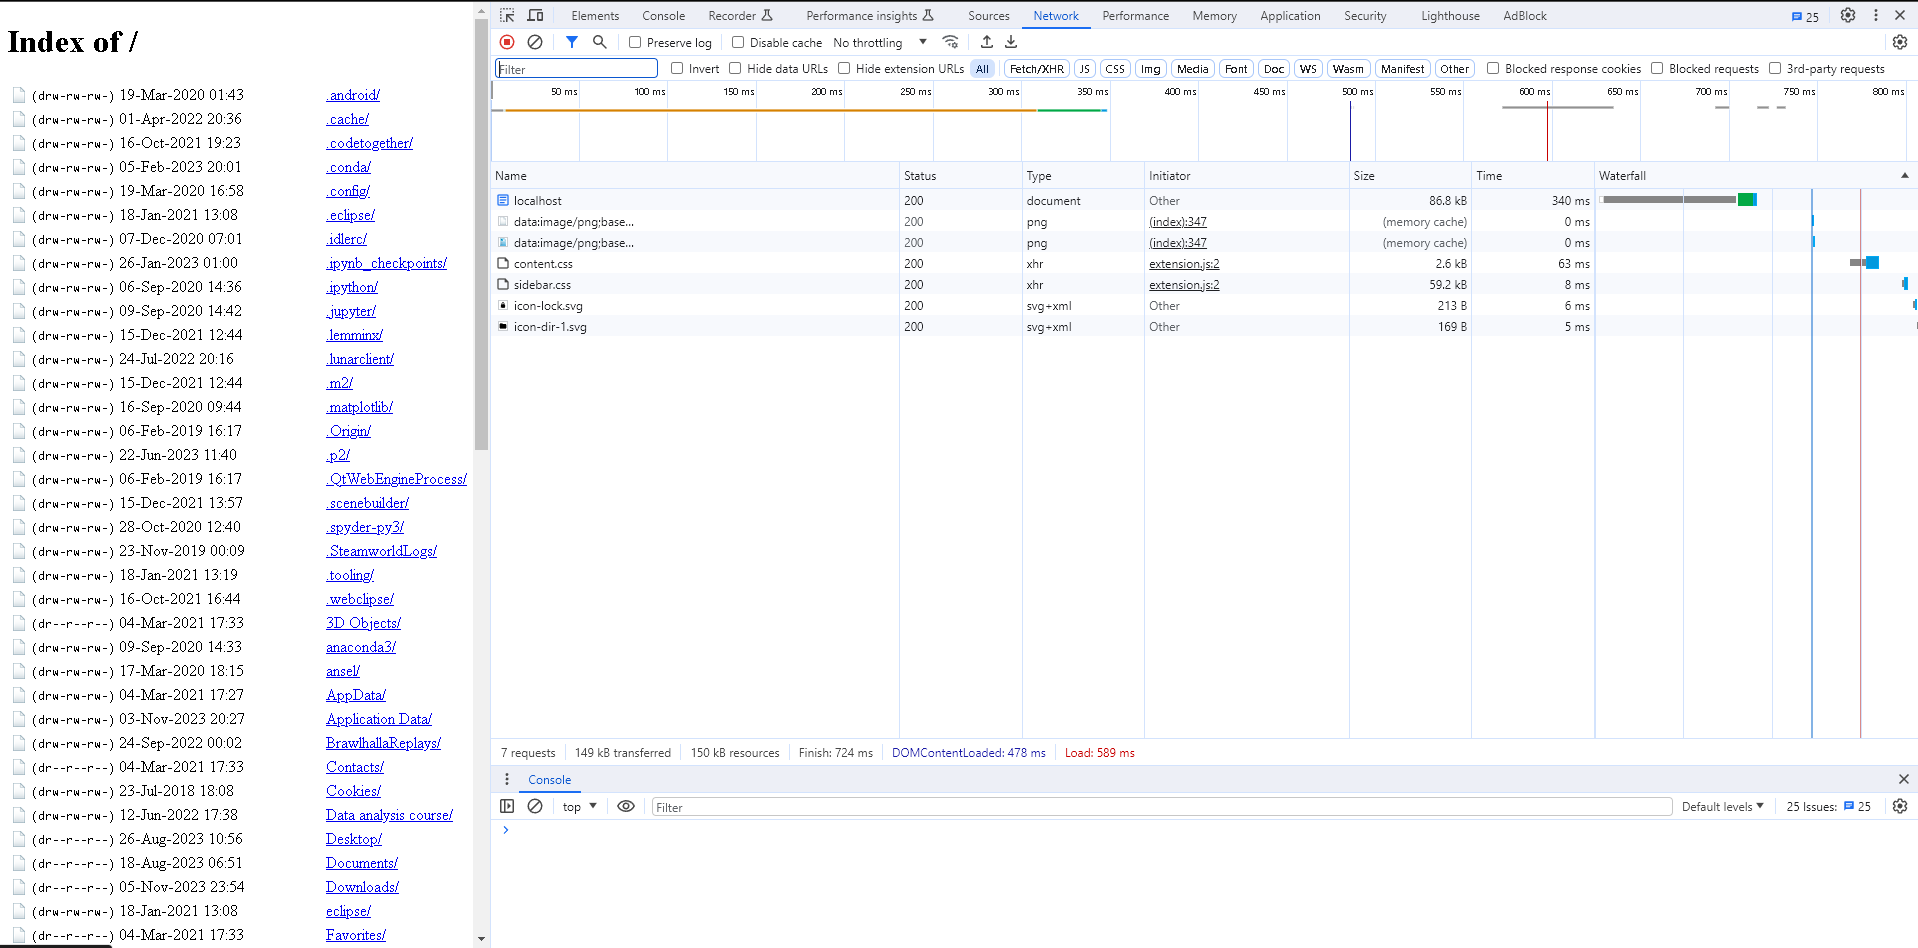 Index of /
(drw-rw-rw-) 19-Mar-2020 01:43 .android/
(drw-rw-rw-) 01-Apr-2022 20:36 .cache/
(drw-rw-rw-) 16-Oct-2021 19:23 .codetogether/
(drw-rw-rw-) 05-Feb-2023 20:01 .conda/
(drw-rw-rw-) 19-Mar-2020 16:58 .config/
(drw-rw-rw-) 18-Jan-2021 13:08 .eclipse/
(drw-rw-rw-) 07-Dec-2020 07:01 .idlerc/
(drw-rw-rw-) 26-Jan-2023 01:00 .ipynb_checkpoints/
(drw-rw-rw-) 06-Sep-2020 14:36 .ipython/
(drw-rw-rw-) 09-Sep-2020 14:42 .jupyter/
(drw-rw-rw-) 15-Dec-2021 12:44 .lemminx/
(drw-rw-rw-) 24-Jul-2022 20:16 .lunarclient/
(drw-rw-rw-) 15-Dec-2021 12:44 .m2/
(drw-rw-rw-) 16-Sep-2020 09:44 .matplotlib/
(drw-rw-rw-) 06-Feb-2019 16:17 .Origin/
(drw-rw-rw-) 22-Jun-2023 11:40 .p2/
(drw-rw-rw-) 06-Feb-2019 16:17 .QtWebEngineProcess/
(drw-rw-rw-) 15-Dec-2021 13:57 .scenebuilder/
(drw-rw-rw-) 28-Oct-2020 12:40 .spyder-py3/
(drw-rw-rw-) 23-Nov-2019 00:09 .SteamworldLogs/
(drw-rw-rw-) 18-Jan-2021 13:19 .tooling/
(drw-rw-rw-) 16-Oct-2021 16:44 .webclipse/
(dr--r--r--) 04-Mar-2021 17:33 3D Objects/
(drw-rw-rw-) 09-Sep-2020 14:33 anaconda3/
(drw-rw-rw-) 17-Mar-2020 18:15 ansel/
(drw-rw-rw-) 04-Mar-2021 17:27 AppData/
(drw-rw-rw-) 03-Nov-2023 20:27 Application Data/
(drw-rw-rw-) 24-Sep-2022 00:02 BrawlhallaReplays/
(dr--r--r--) 04-Mar-2021 17:33 Contacts/
(drw-rw-rw-) 23-Jul-2018 18:08 Cookies/
(drw-rw-rw-) 12-Jun-2022 17:38 Data analysis course/
(dr--r--r--) 26-Aug-2023 10:56 Desktop/
(dr--r--r--) 18-Aug-2023 06:51 Documents/
(dr--r--r--) 05-Nov-2023 23:54 Downloads/
(drw-rw-rw-) 18-Jan-2021 13:08 eclipse/
(dr--r--r--) 04-Mar-2021 17:33 Favorites/
Elements Console Recorder Performance insights Sources Network Performance Memory Application Security Lighthouse AdBlock 25
Preserve log Disable cache No throttling
Filter Invert Hide data URLs Hide extension URLs All Fetch/XHR JS CSS Img Media Font Doc WS Wasm Manifest Other Blocked response cookies Blocked requests 3rd-party requests
50 ms 100 ms 150 ms 200 ms 250 ms 300 ms 350 ms 400 ms 450 ms 500 ms 550 ms 600 ms 650 ms 700 ms 750 ms 800 ms
Name Status Type Initiator Size Time Waterfall
localhost 200 document Other 86.8 kB 340 ms
data:image/png;base... 200 png (index):347 (memory cache) 0 ms
data:image/png;base... 200 png (index):347 (memory cache) 0 ms
content.css 200 xhr extension.js:2 2.6 kB 63 ms
sidebar.css 200 xhr extension.js:2 59.2 kB 8 ms
icon-lock.svg 200 svg+xml Other 213 B 6 ms
icon-dir-1.svg 200 svg+xml Other 169 B 5 ms
7 requests 149 kB transferred 150 kB resources Finish: 724 ms DOMContentLoaded: 478 ms Load: 589 ms
Console
top Filter Default levels 25 Issues: 25